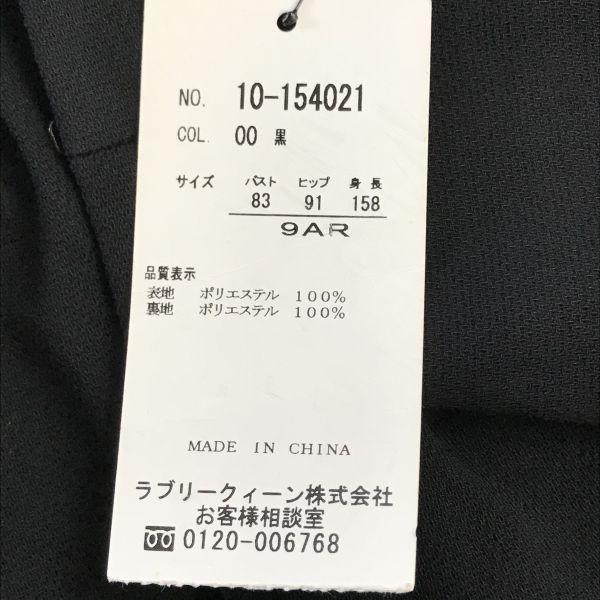 NO. 10-154021
COL. 00 黒
サイズ バスト ヒップ 身長
83 91 158
9AR
品質表示
表地 ポリエステル 100%
裏地 ポリエステル 100%
MADE IN CHINA
ラブリークィーン株式会社
お客様相談室
0120-006768